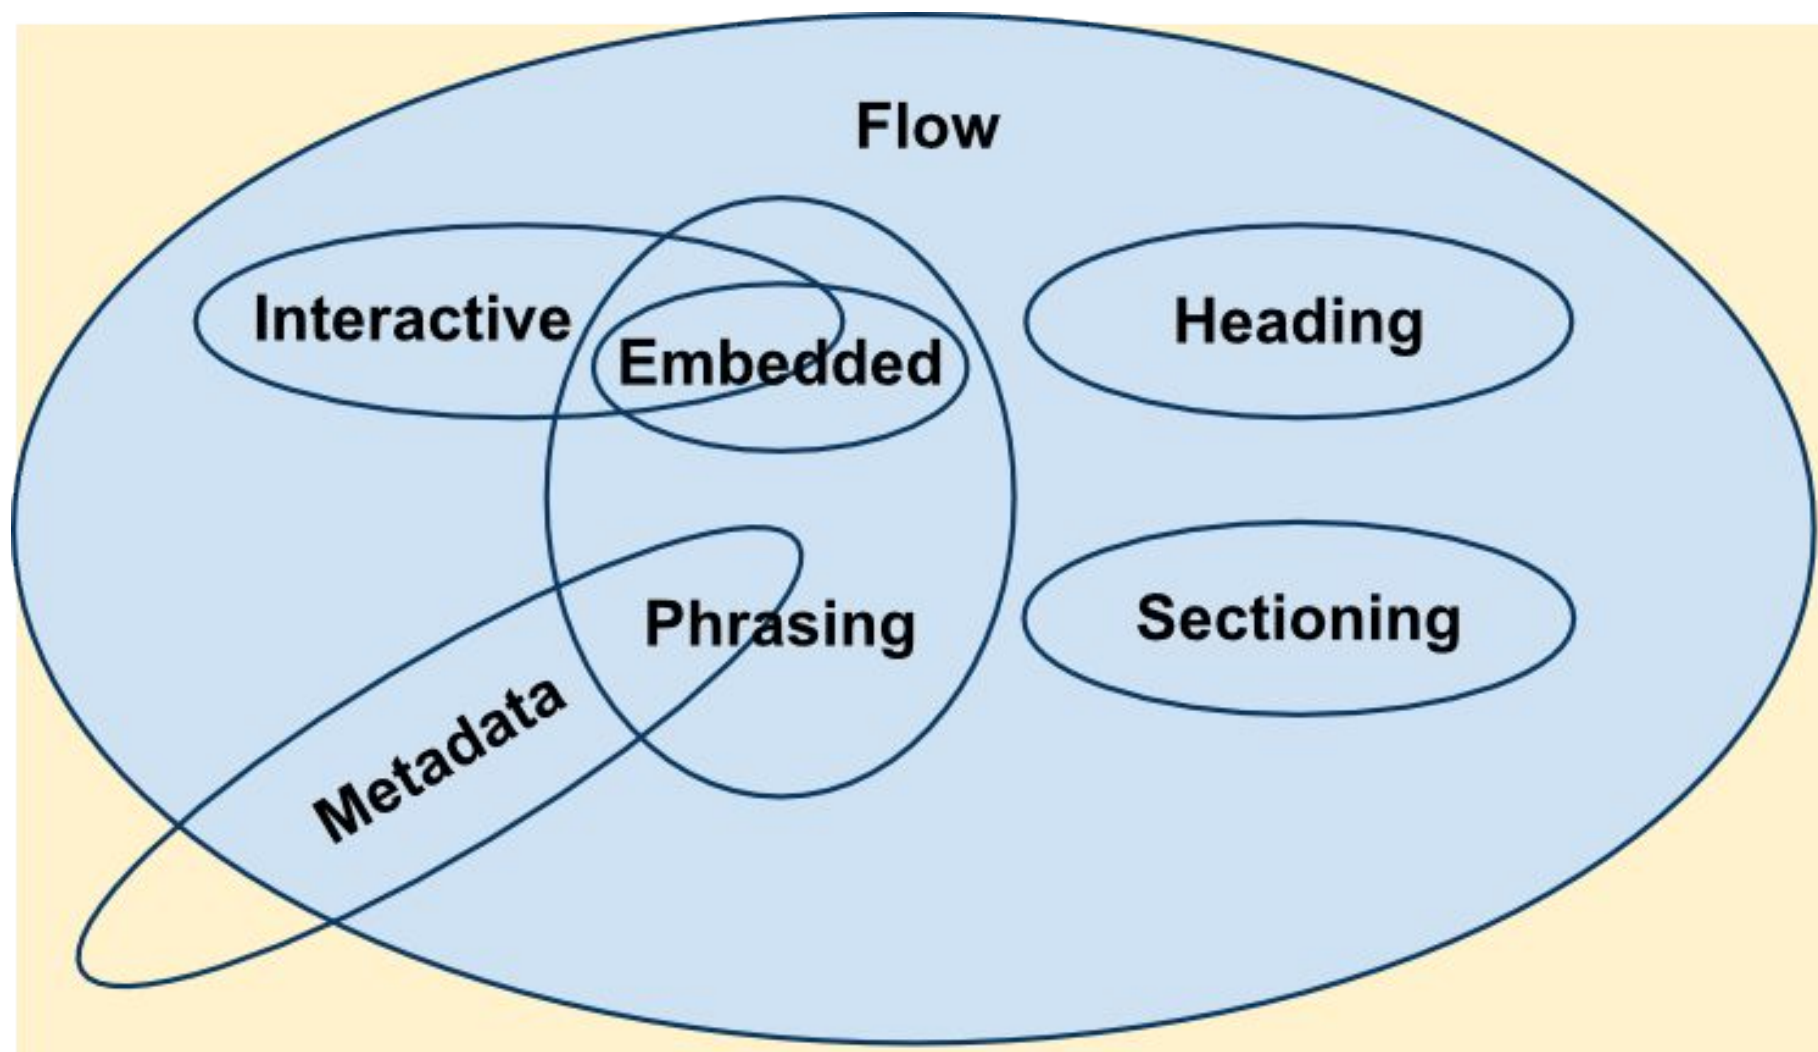 Flow
Interactive
Embedded
Heading
Phrasing
Sectioning
Metadata